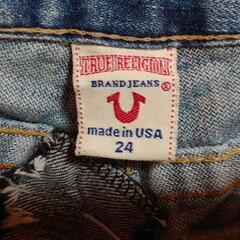 TRUE RELIGION
BRAND JEANS ®
made in USA
24